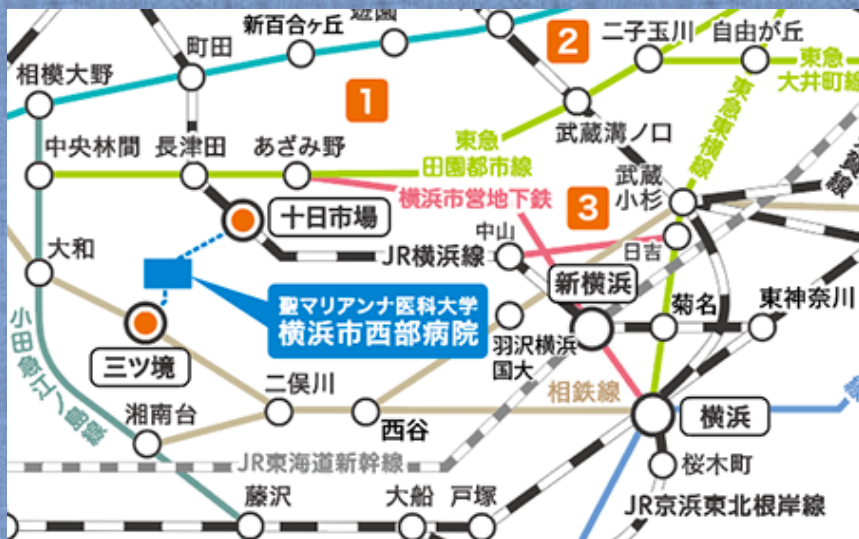 新百合ヶ丘
遊園
町田
2
二子玉川
自由が丘
東急
大井町線
相模大野
1
東急東横線
中央林間
長津田
あざみ野
東急
田園都市線
武蔵溝ノ口
横浜市営地下鉄
3
武蔵
小杉
十日市場
大和
JR横浜線
中山
日吉
新横浜
聖マリアンナ医科大学
横浜市西部病院
菊名
東神奈川
羽沢横浜
国大
三ツ境
小田急江ノ島線
二俣川
相鉄線
湘南台
西谷
横浜
JR東海道新幹線
桜木町
藤沢
大船
戸塚
JR京浜東北根岸線